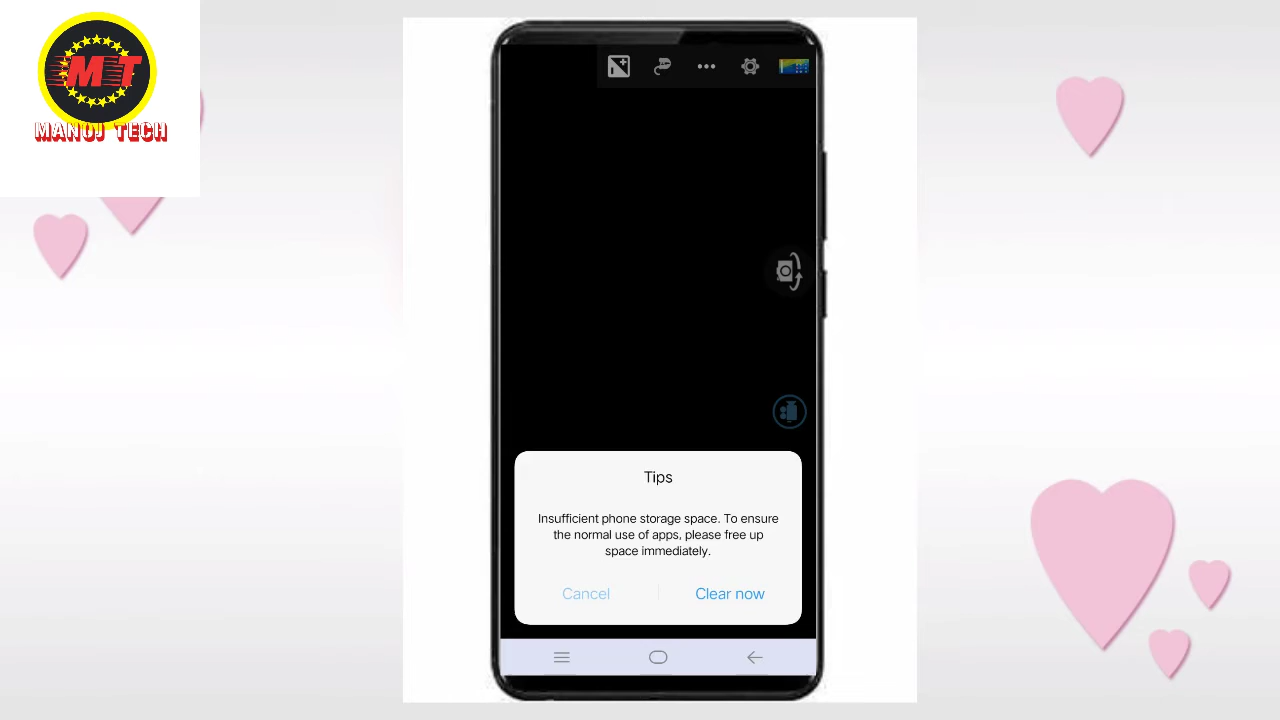 MT
MANOJ TECH
Tips
Insufficient phone storage space. To ensure
the normal use of apps, please free up
space immediately.
Cancel
Clear now